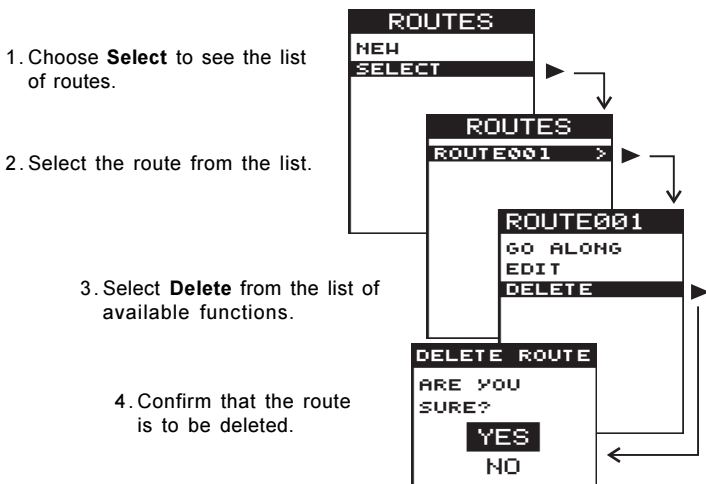 ROUTES
NEW
SELECT
1. Choose Select to see the list
of routes.
ROUTES
ROUTE001 >
2. Select the route from the list.
ROUTE001
GO ALONG
EDIT
DELETE
3. Select Delete from the list of
available functions.
DELETE ROUTE
ARE YOU
SURE?
YES
NO
4. Confirm that the route
is to be deleted.